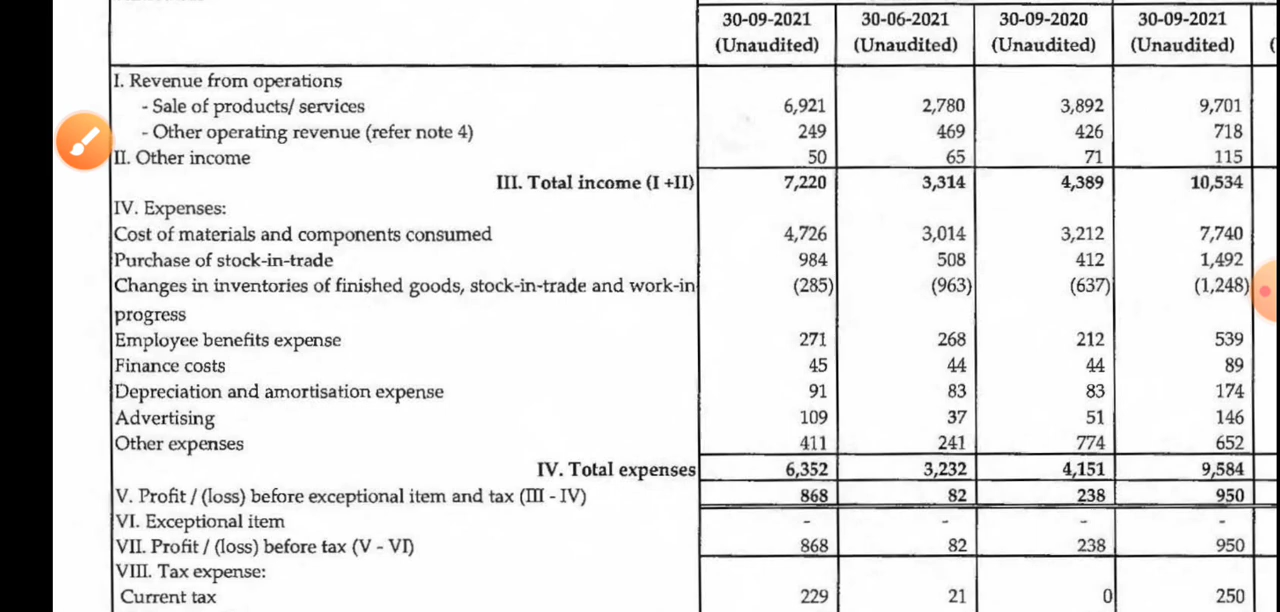 30-09-2021 30-06-2021 30-09-2020 30-09-2021
(Unaudited) (Unaudited) (Unaudited) (Unaudited)
I. Revenue from operations
- Sale of products/ services 6,921 2,780 3,892 9,701
- Other operating revenue (refer note 4) 249 469 426 718
II. Other income 50 65 71 115
III. Total income (I +II) 7,220 3,314 4,389 10,534
IV. Expenses:
Cost of materials and components consumed 4,726 3,014 3,212 7,740
Purchase of stock-in-trade 984 508 412 1,492
Changes in inventories of finished goods, stock-in-trade and work-in (285) (963) (637) (1,248)
progress
Employee benefits expense 271 268 212 539
Finance costs 45 44 44 89
Depreciation and amortisation expense 91 83 83 174
Advertising 109 37 51 146
Other expenses 411 241 774 652
IV. Total expenses 6,352 3,232 4,151 9,584
V. Profit / (loss) before exceptional item and tax (III - IV) 868 82 238 950
VI. Exceptional item - - - -
VII. Profit / (loss) before tax (V - VI) 868 82 238 950
VIII. Tax expense:
Current tax 229 21 0 250